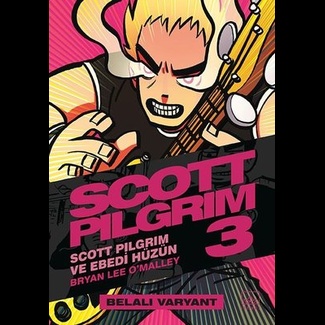 SCOTT
PILGRIM
3
SCOTT PILGRIM
VE EBEDİ HÜZÜN
BRYAN LEE O'MALLEY
BELALI VARYANT